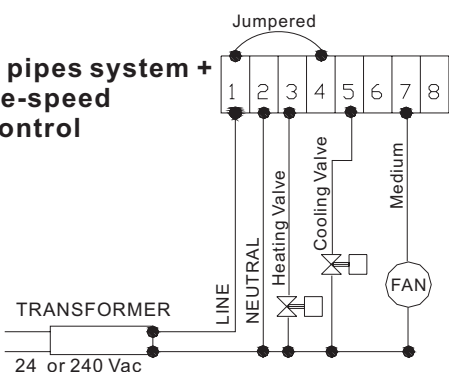 Jumpered
pipes system +
e-speed
ontrol
1 2 3 4 5 6 7 8
LINE
NEUTRAL
Heating Valve
Cooling Valve
Medium
FAN
TRANSFORMER
24 or 240 Vac